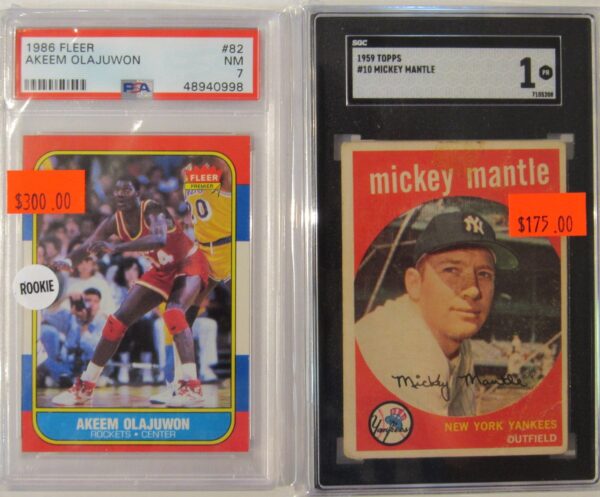 1986 FLEER #82
AKEEM OLAJUWON NM
7
PSA 48940998
$300.00
FLEER
PREMIER
ROOKIE
AKEEM OLAJUWON
ROCKETS • CENTER
SGC
1959 TOPPS
#10 MICKEY MANTLE
1 PR
mickey mantle
$175.00
NY
Mickey Mantle
Yankees
NEW YORK YANKEES
OUTFIELD